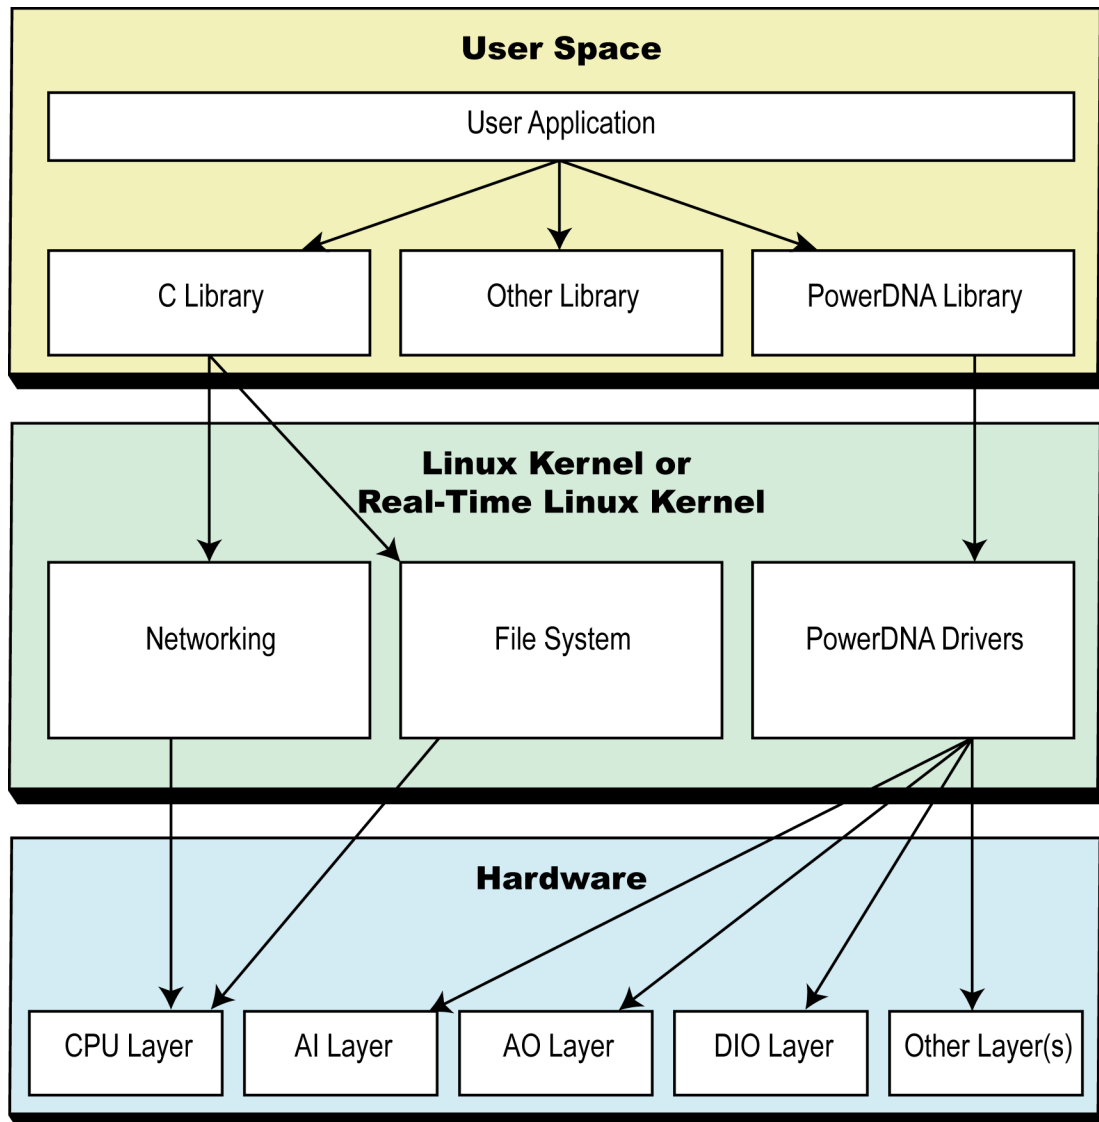 User Space
User Application
C Library
Other Library
PowerDNA Library
Linux Kernel or
Real-Time Linux Kernel
Networking
File System
PowerDNA Drivers
Hardware
CPU Layer
AI Layer
AO Layer
DIO Layer
Other Layer(s)